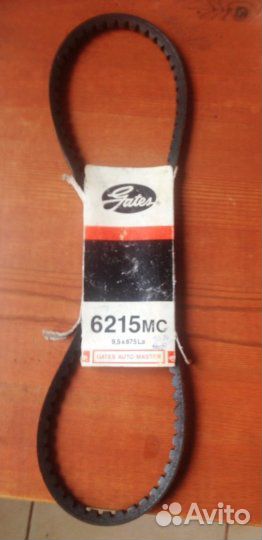 Gates
6215MC
9,5 x 875 La
GATES AUTO MASTER
Avito